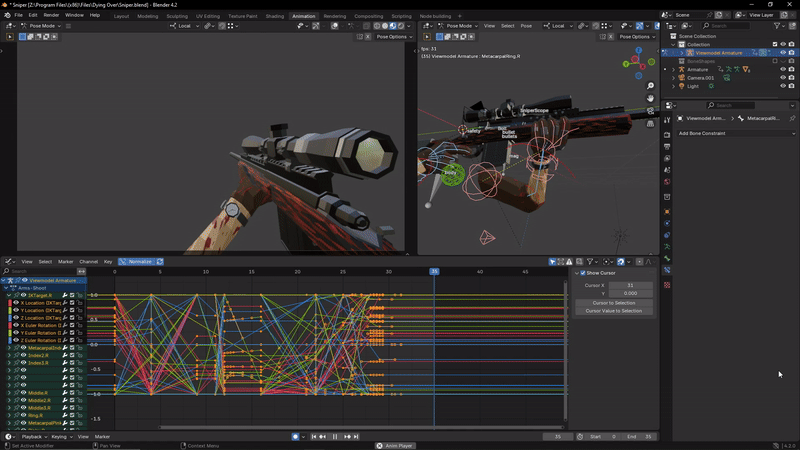 * Sniper [Z:\Program Files\(x86)\Files\Dying Over\Sniper.blend] - Blender 4.2
File Edit Render Window Help Layout Modeling Sculpting UV Editing Texture Paint Shading Animation Rendering Compositing Geometry Nodes Scripting Node building + Scene View Layer
Pose Mode Local Pose Mode Local
Pose Options Pose Options
fps: 31
(35) Viewmodel Armature : MetacarpalRing.R
SniperScope
safety
bullet
bullets
mag
Scene Collection
Collection
Viewmodel Armature
BoneShapes
Armature
Camera.001
Light
Search
Viewmodel Arm... > MetacarpalRi...
Add Bone Constraint
View Select Marker Channel Key Normalize
Search
0 5 10 15 20 25 30 35 40 45
Viewmodel Armature
Arms-Shoot
IKTarget.R
X Location (IKTarg
Y Location (IKTarg
Z Location (IKTarg
X Euler Rotation (I
Y Euler Rotation (I
Z Euler Rotation (I
Index2.R
Index3.R
Middle.R
Middle2.R
Middle3.R
Ring.R
MetacarpalPink
1.0
0.5
0.0
-0.5
-1.0
-1.5
Show Cursor
Cursor X 31
Y 0.000
Cursor to Selection
Cursor Value to Selection
Playback Keying View Marker 35 Start 0 End 35
Set Active Modifier Pan View Context Menu Anim Player 4.2.0